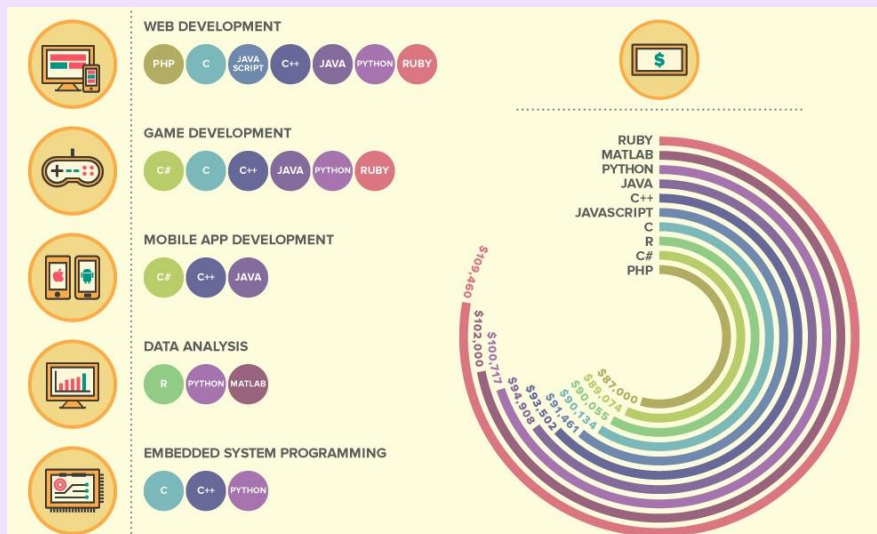 WEB DEVELOPMENT
PHP C JAVA SCRIPT C++ JAVA PYTHON RUBY
GAME DEVELOPMENT
C# C C++ JAVA PYTHON RUBY
MOBILE APP DEVELOPMENT
C# C++ JAVA
DATA ANALYSIS
R PYTHON MATLAB
EMBEDDED SYSTEM PROGRAMMING
C C++ PYTHON
$
RUBY
MATLAB
PYTHON
JAVA
C++
JAVASCRIPT
C
R
C#
PHP
$109,460
$102,000
$100,717
$94,908
$93,502
$91,461
$90,134
$90,055
$89,074
$87,000